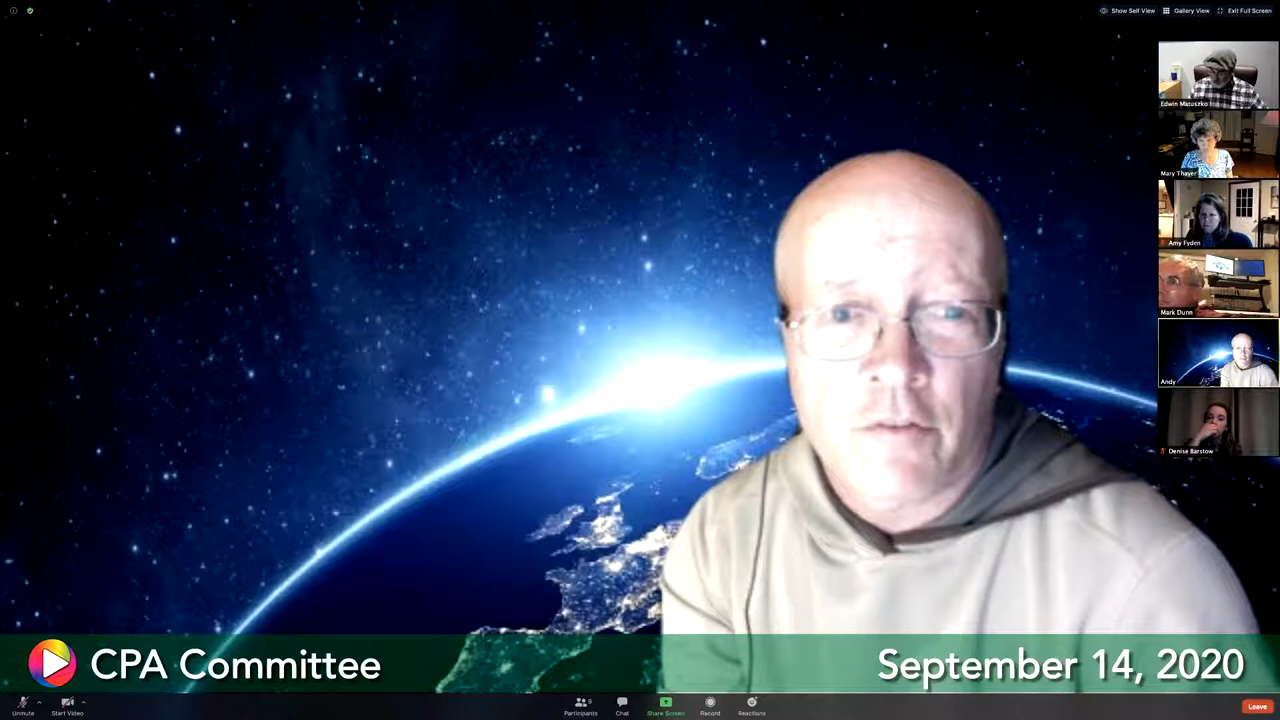 Show Self View
Gallery View
Exit Full Screen
Edwin Matuszko
Mary Thayer
Amy Fyden
Mark Dunn
Andy
Denise Barstow
CPA Committee
September 14, 2020
Unmute
Start Video
Participants
9
Chat
Share Screen
Record
Reactions
Leave